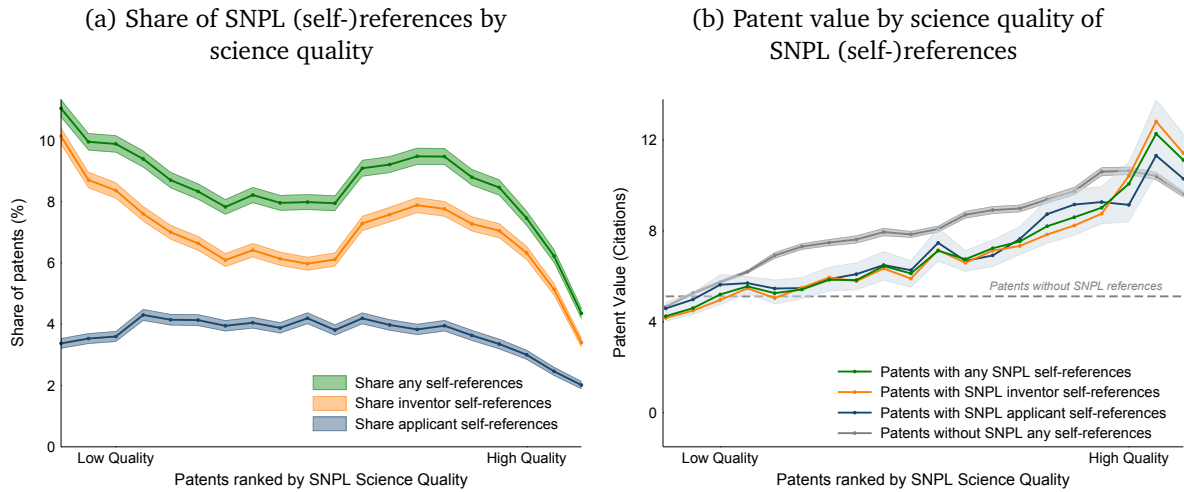 (a) Share of SNPL (self-)references by
science quality
10
8
6
4
2
0
Share of patents (%)
Share any self-references
Share inventor self-references
Share applicant self-references
Low Quality
High Quality
Patents ranked by SNPL Science Quality
(b) Patent value by science quality of
SNPL (self-)references
12
8
4
0
Patent Value (Citations)
Patents without SNPL references
Patents with any SNPL self-references
Patents with SNPL inventor self-references
Patents with SNPL applicant self-references
Patents without SNPL any self-references
Low Quality
High Quality
Patents ranked by SNPL Science Quality